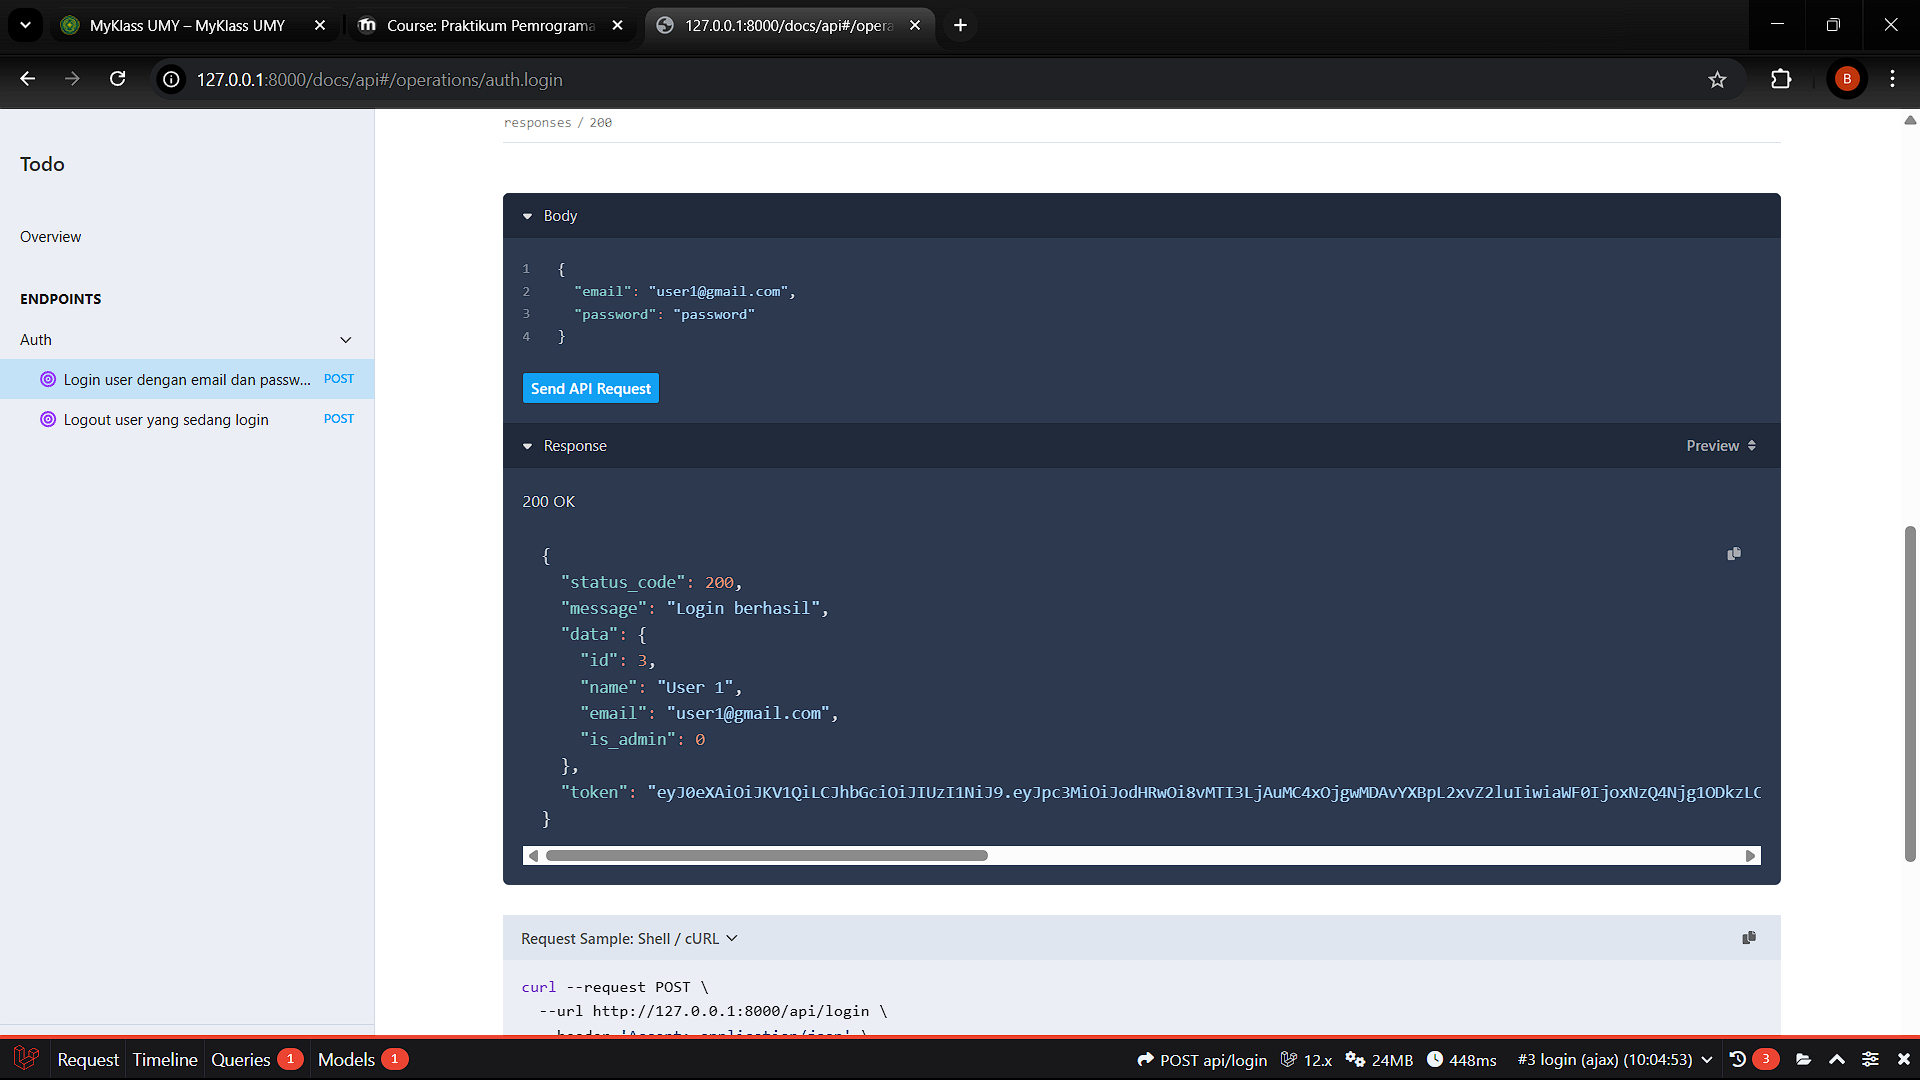 MyKlass UMY – MyKlass UMY
Course: Praktikum Pemrograma
127.0.0.1:8000/docs/api#/opera
127.0.0.1:8000/docs/api#/operations/auth.login
B
Todo
Overview
ENDPOINTS
Auth
Login user dengan email dan passw... POST
Logout user yang sedang login POST
responses / 200
Body
1 {
2 "email": "user1@gmail.com",
3 "password": "password"
4 }
Send API Request
Response Preview
200 OK
{
"status_code": 200,
"message": "Login berhasil",
"data": {
"id": 3,
"name": "User 1",
"email": "user1@gmail.com",
"is_admin": 0
},
"token": "eyJ0eXAiOiJKV1QiLCJhbGciOiJIUzI1NiJ9.eyJpc3MiOiJodHRwOi8vMTI3LjAuMC4xOjgwMDAvYXBpL2xvZ2luIiwiaWF0IjoxNzQ4Njg1ODkzLC
}
Request Sample: Shell / cURL
curl --request POST \
--url http://127.0.0.1:8000/api/login \
--header 'Accept: application/json' \
Request Timeline Queries 1 Models 1 POST api/login 12.x 24MB 448ms #3 login (ajax) (10:04:53) 3